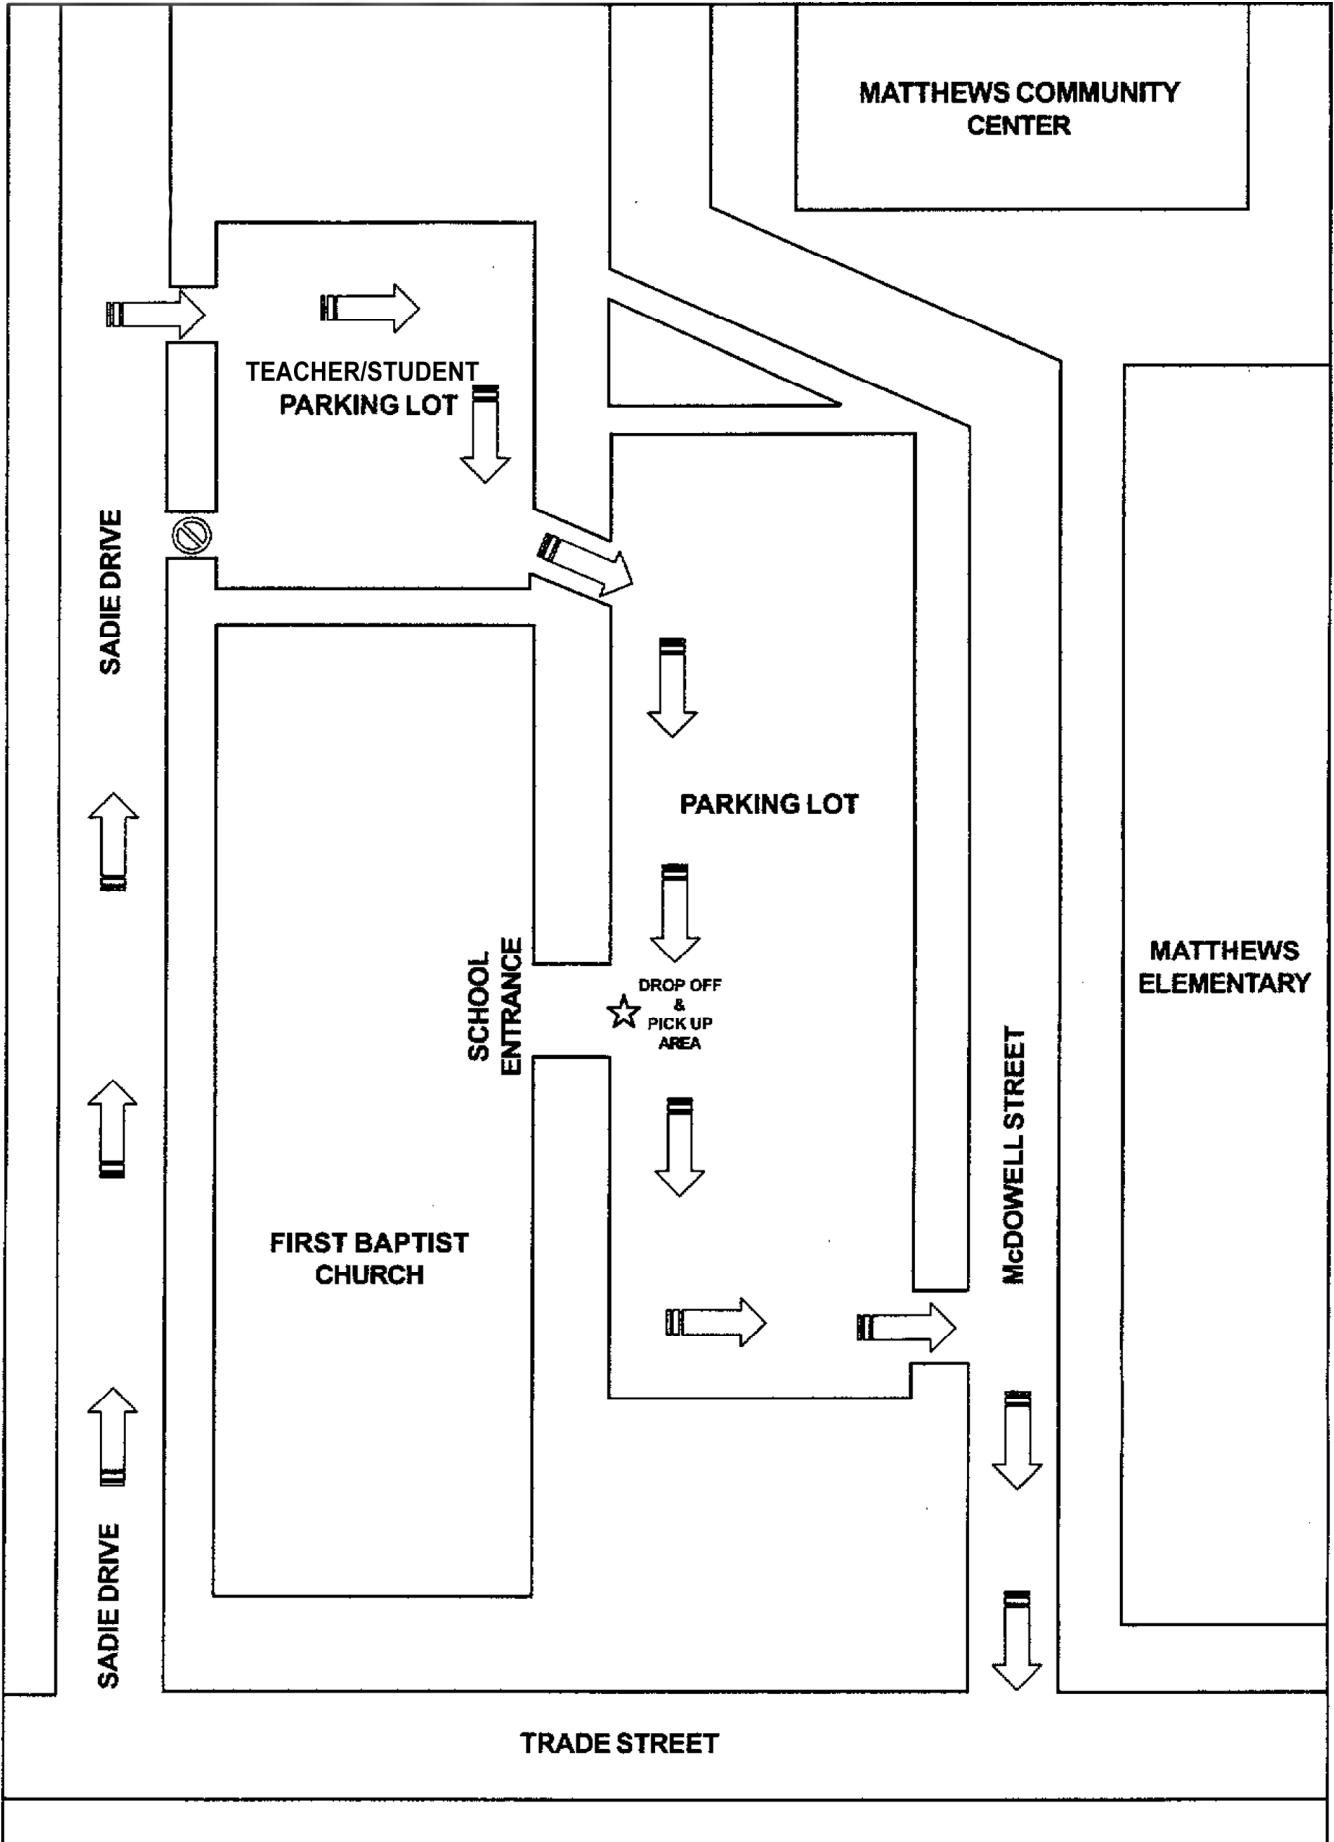 MATTHEWS COMMUNITY
CENTER
TEACHER/STUDENT
PARKING LOT
SADIE DRIVE
PARKING LOT
SCHOOL
ENTRANCE
DROP OFF
&
PICK UP
AREA
MATTHEWS
ELEMENTARY
McDOWELL STREET
FIRST BAPTIST
CHURCH
SADIE DRIVE
TRADE STREET